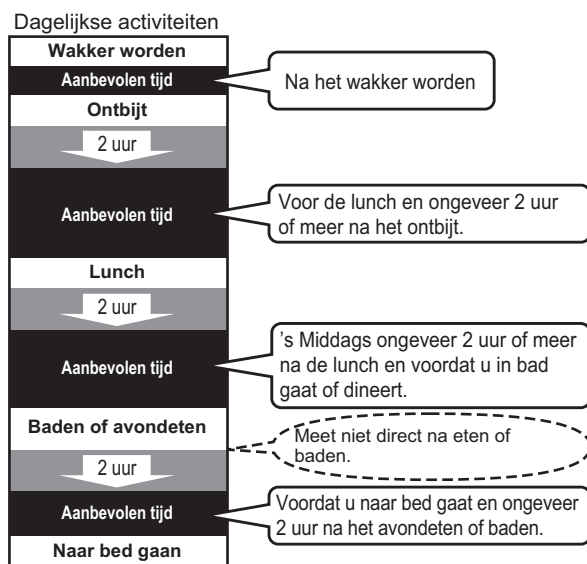 Dagelijkse activiteiten
Wakker worden
Aanbevolen tijd
Na het wakker worden
Ontbijt
2 uur
Aanbevolen tijd
Voor de lunch en ongeveer 2 uur
of meer na het ontbijt.
Lunch
2 uur
Aanbevolen tijd
's Middags ongeveer 2 uur of meer
na de lunch en voordat u in bad
gaat of dineert.
Baden of avondeten
Meet niet direct na eten of
baden.
2 uur
Aanbevolen tijd
Voordat u naar bed gaat en ongeveer
2 uur na het avondeten of baden.
Naar bed gaan